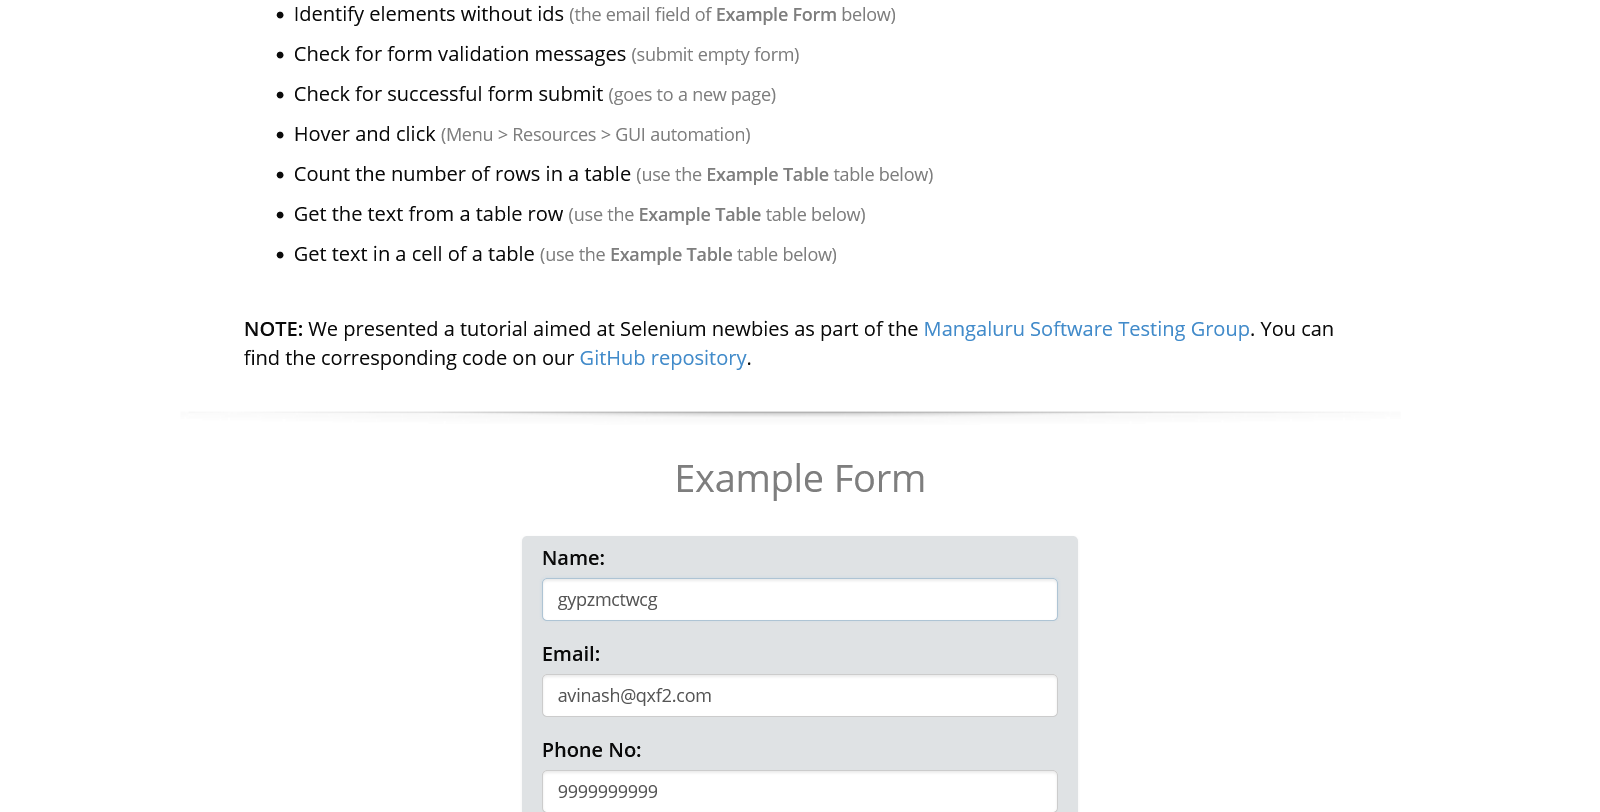 • Identify elements without ids (the email field of Example Form below)
• Check for form validation messages (submit empty form)
• Check for successful form submit (goes to a new page)
• Hover and click (Menu > Resources > GUI automation)
• Count the number of rows in a table (use the Example Table table below)
• Get the text from a table row (use the Example Table table below)
• Get text in a cell of a table (use the Example Table table below)
NOTE: We presented a tutorial aimed at Selenium newbies as part of the Mangaluru Software Testing Group. You can
find the corresponding code on our GitHub repository.
Example Form
Name:
gypzmctwcg
Email:
avinash@qxf2.com
Phone No:
9999999999